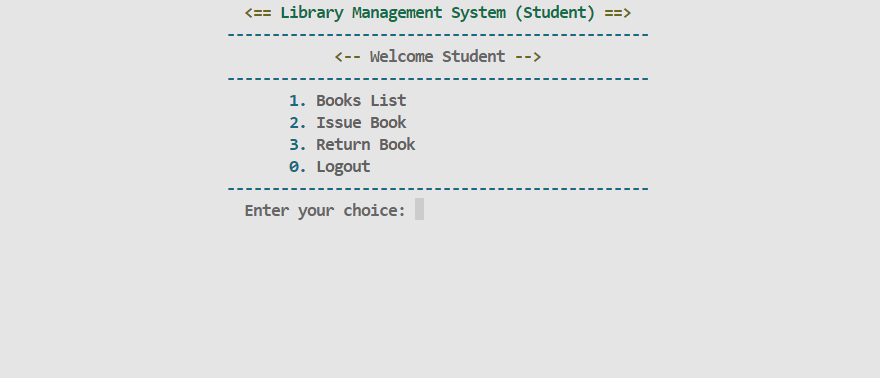 <== Library Management System (Student) ==>
-----------------------------------------------
<-- Welcome Student -->
-----------------------------------------------
1. Books List
2. Issue Book
3. Return Book
0. Logout
-----------------------------------------------
Enter your choice: